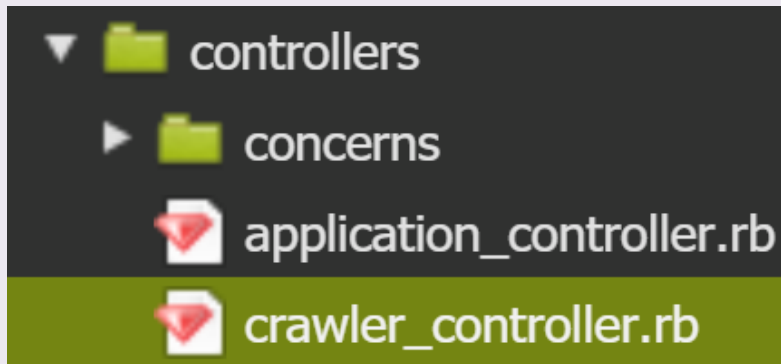 controllers
concerns
application_controller.rb
crawler_controller.rb